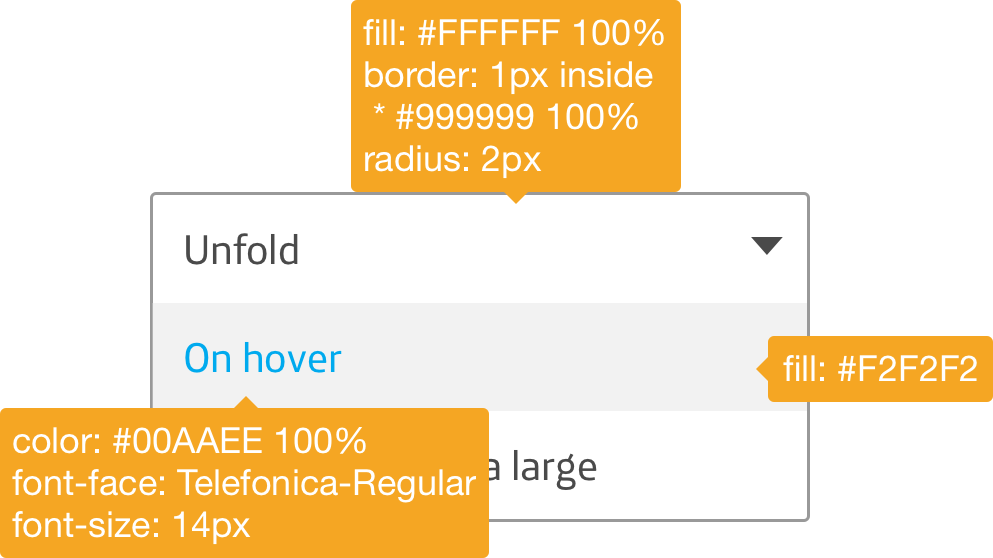 fill: #FFFFFF 100%
border: 1px inside
* #999999 100%
radius: 2px
Unfold
On hover
fill: #F2F2F2
color: #00AAEE 100%
font-face: Telefonica-Regular
font-size: 14px
a large